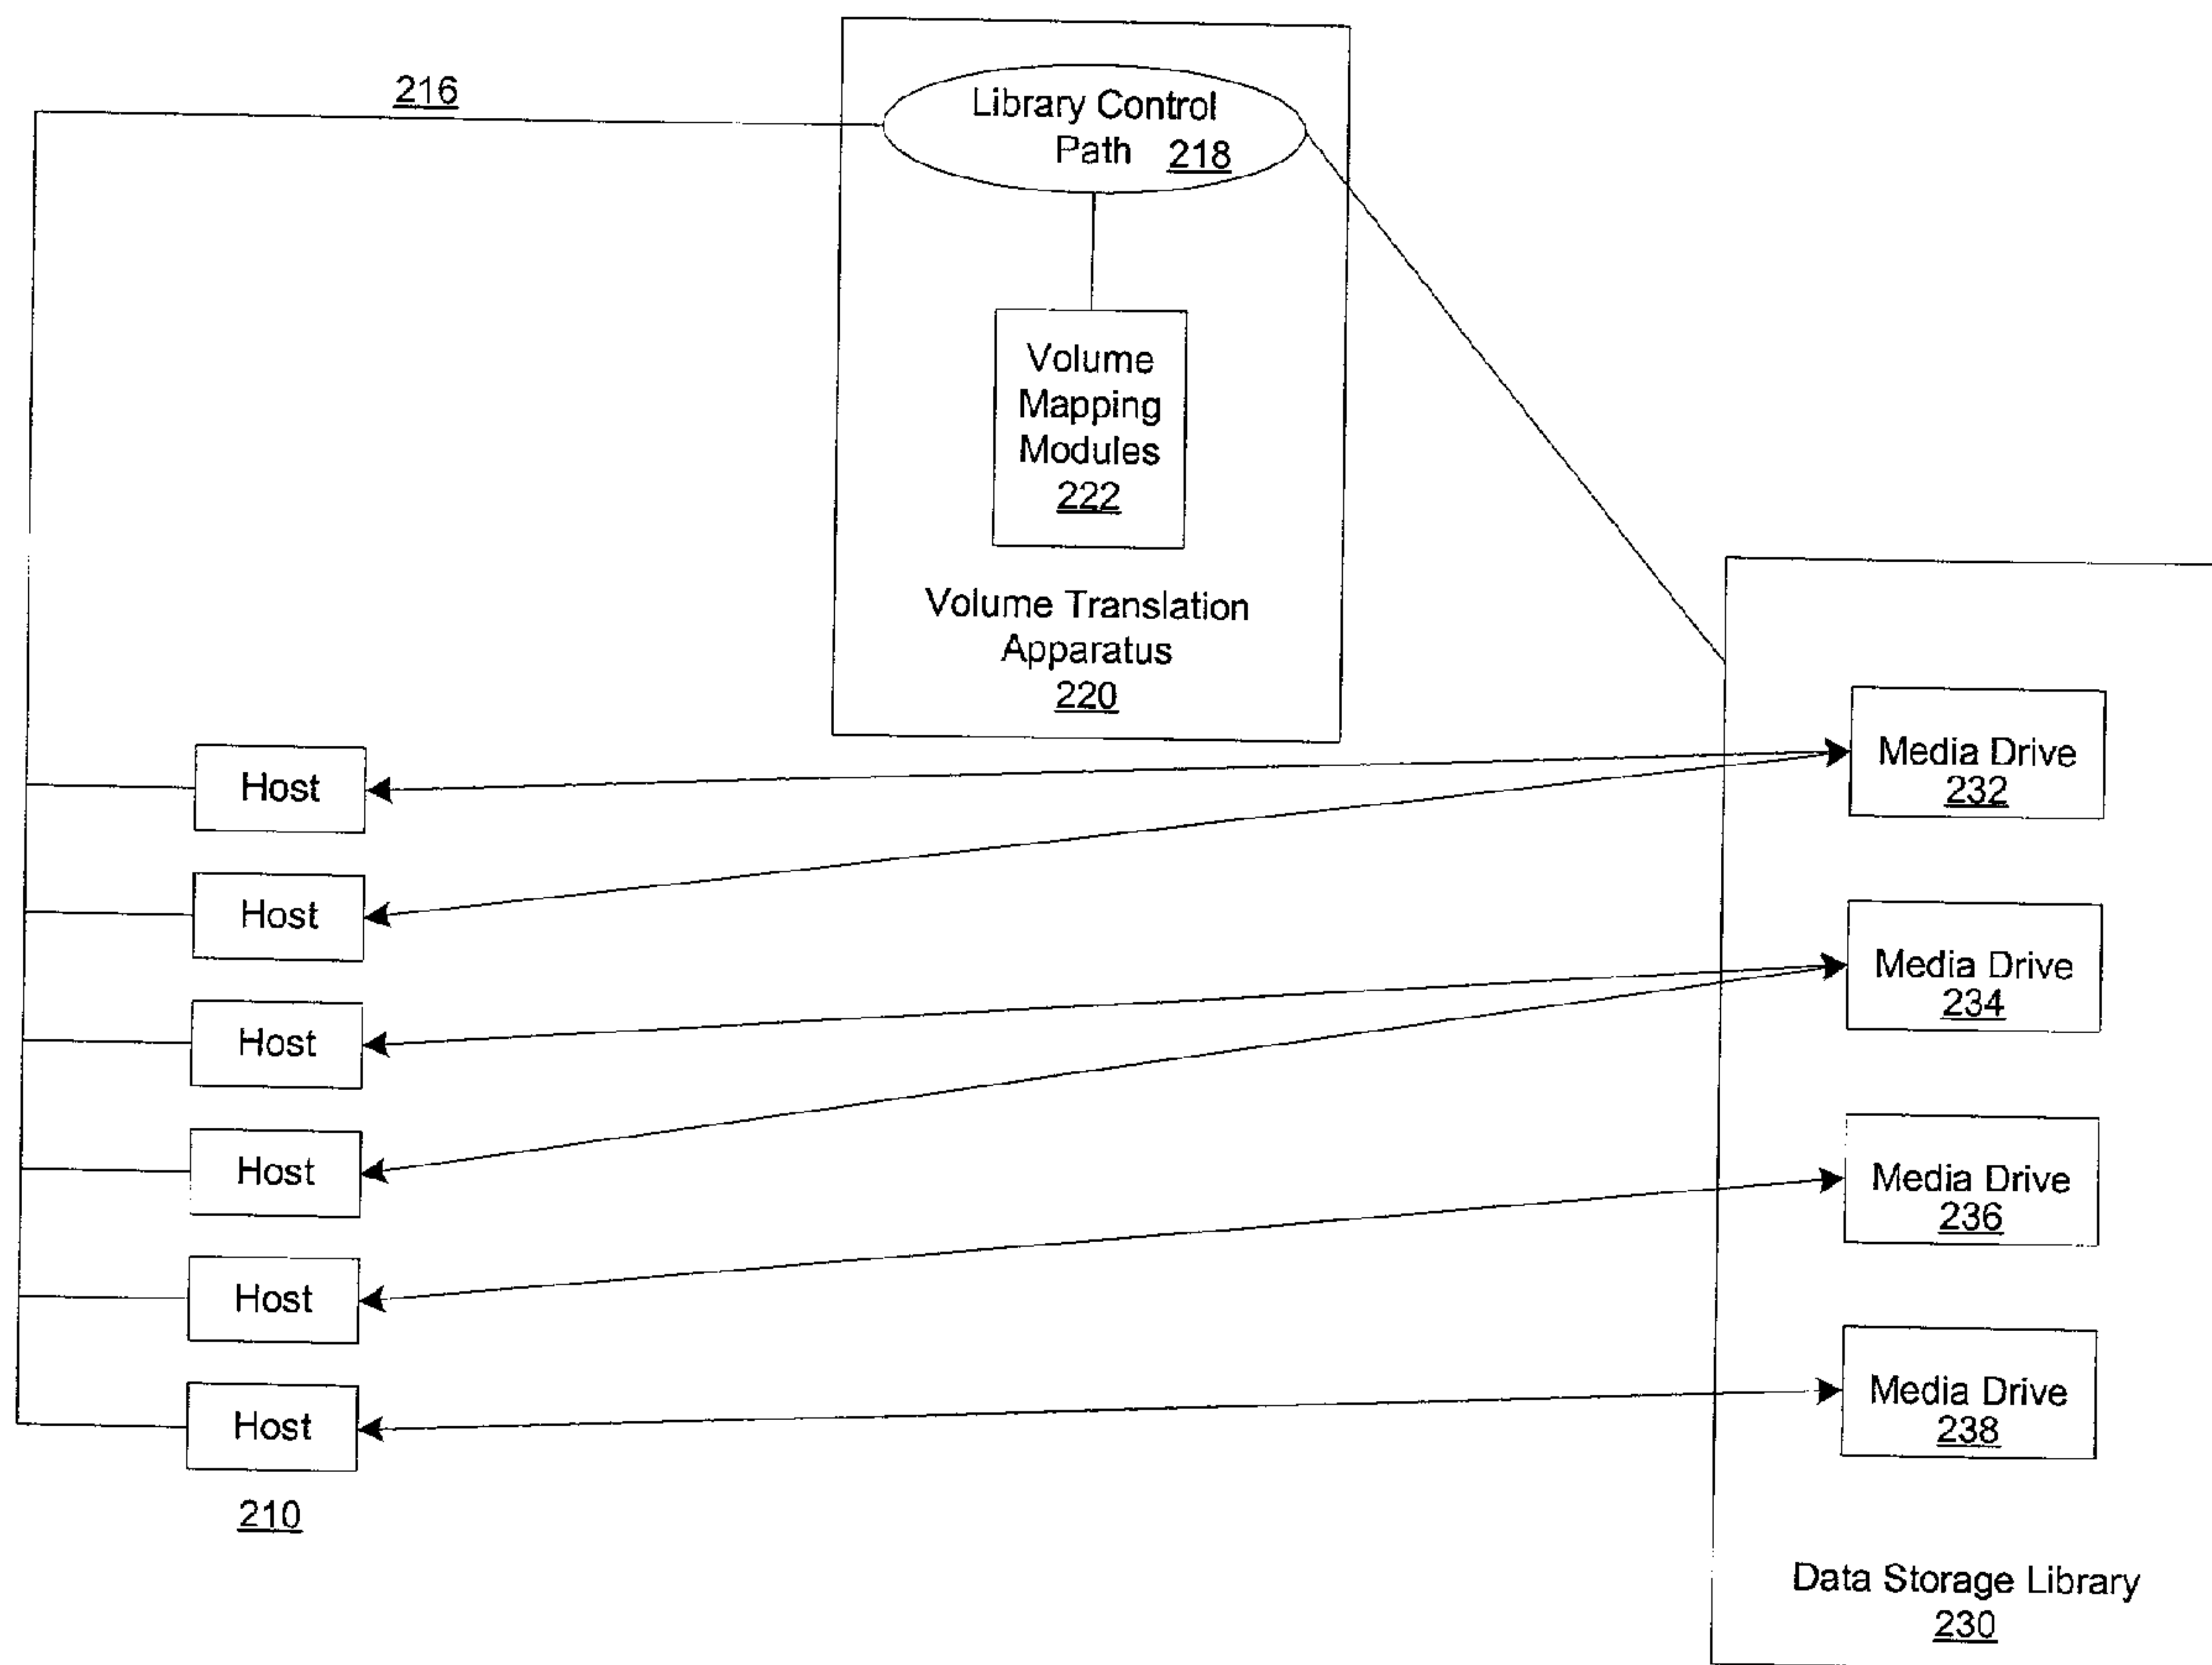 216
Library Control
Path 218
Volume
Mapping
Modules
222
Volume Translation
Apparatus
220
Host
Host
Host
Host
Host
Host
210
Media Drive
232
Media Drive
234
Media Drive
236
Media Drive
238
Data Storage Library
230